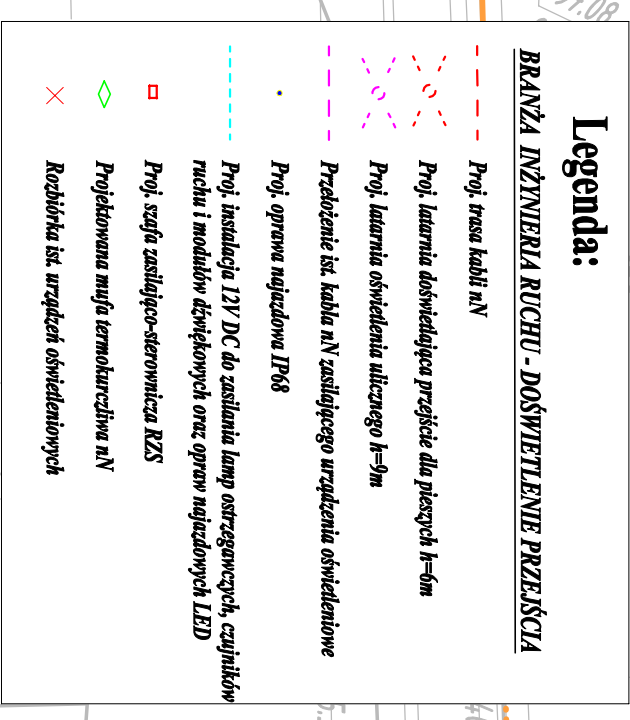 Legenda:
BRANŻA INŻYNIERIA RUCHU - DOŚWIETLENIE PRZEJŚCIA
Proj. trasa kabli nN
Proj. latarnia doświetlająca przejście dla pieszych h=6m
Proj. latarnia oświetlenia ulicznego h=9m
Przełożenie ist. kabla nN zasilającego urządzenia oświetleniowe
Proj. oprawa najazdowa IP68
Proj. instalacja 12V DC do zasilania lamp ostrzegawczych, czujników
ruchu i modułów dźwiękowych oraz opraw najazdowych LED
Proj. szafa zasilająco-sterownicza RZS
Projektowana mufa termokurczliwa nN
Rozbiórka ist. urządzeń oświetleniowych